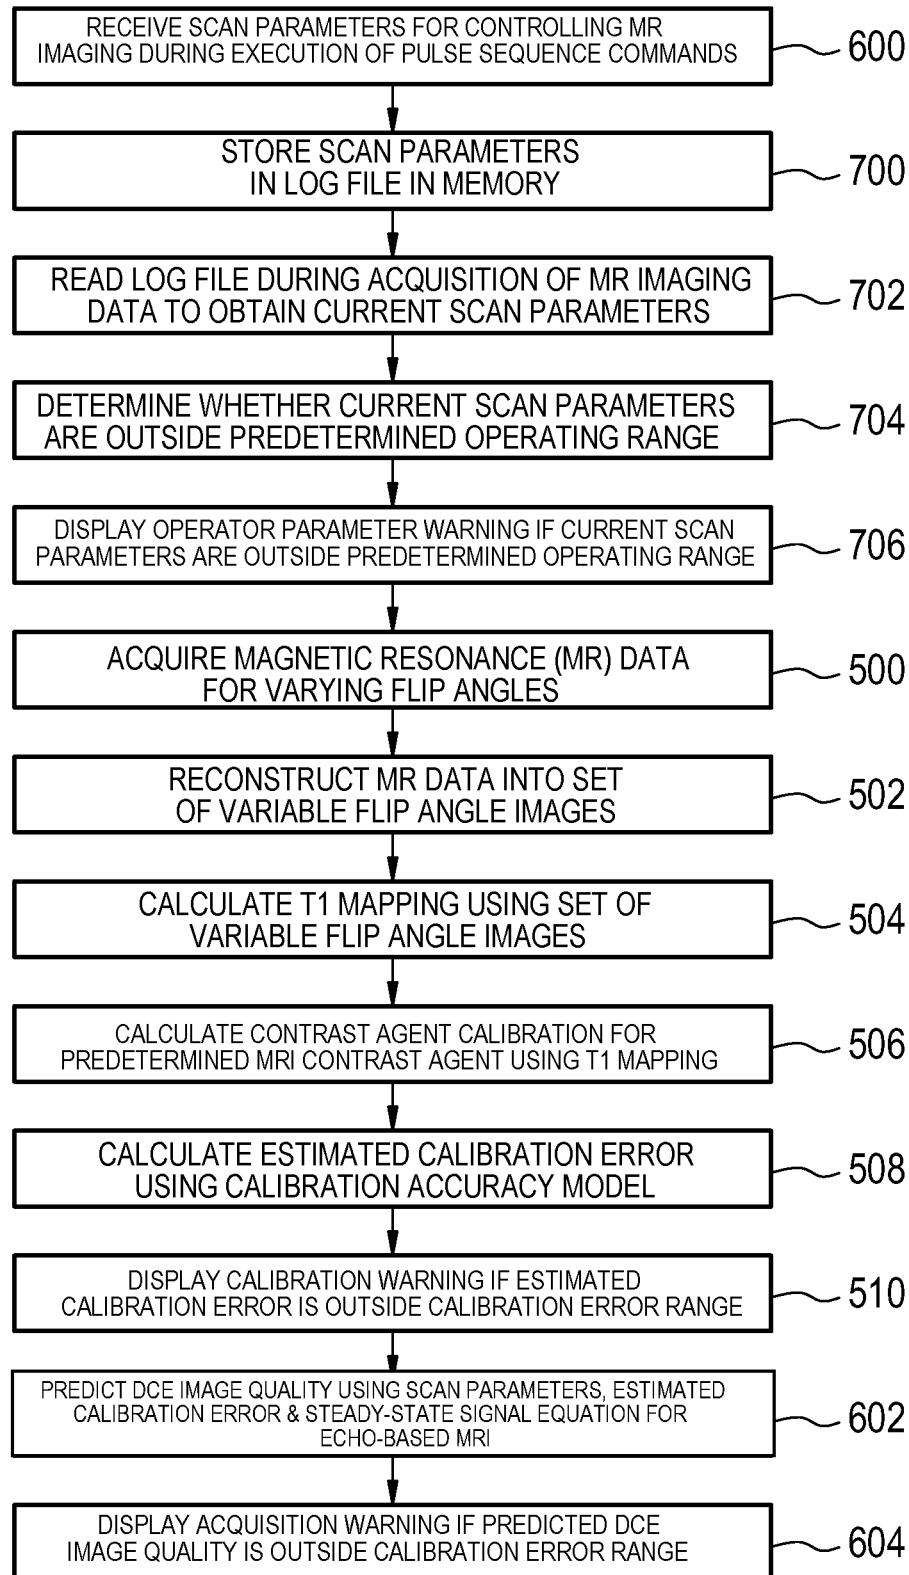 RECEIVE SCAN PARAMETERS FOR CONTROLLING MR
IMAGING DURING EXECUTION OF PULSE SEQUENCE COMMANDS
600
STORE SCAN PARAMETERS
IN LOG FILE IN MEMORY
700
READ LOG FILE DURING ACQUISITION OF MR IMAGING
DATA TO OBTAIN CURRENT SCAN PARAMETERS
702
DETERMINE WHETHER CURRENT SCAN PARAMETERS
ARE OUTSIDE PREDETERMINED OPERATING RANGE
704
DISPLAY OPERATOR PARAMETER WARNING IF CURRENT SCAN
PARAMETERS ARE OUTSIDE PREDETERMINED OPERATING RANGE
706
ACQUIRE MAGNETIC RESONANCE (MR) DATA
FOR VARYING FLIP ANGLES
500
RECONSTRUCT MR DATA INTO SET
OF VARIABLE FLIP ANGLE IMAGES
502
CALCULATE T1 MAPPING USING SET OF
VARIABLE FLIP ANGLE IMAGES
504
CALCULATE CONTRAST AGENT CALIBRATION FOR
PREDETERMINED MRI CONTRAST AGENT USING T1 MAPPING
506
CALCULATE ESTIMATED CALIBRATION ERROR
USING CALIBRATION ACCURACY MODEL
508
DISPLAY CALIBRATION WARNING IF ESTIMATED
CALIBRATION ERROR IS OUTSIDE CALIBRATION ERROR RANGE
510
PREDICT DCE IMAGE QUALITY USING SCAN PARAMETERS, ESTIMATED
CALIBRATION ERROR & STEADY-STATE SIGNAL EQUATION FOR
ECHO-BASED MRI
602
DISPLAY ACQUISITION WARNING IF PREDICTED DCE
IMAGE QUALITY IS OUTSIDE CALIBRATION ERROR RANGE
604